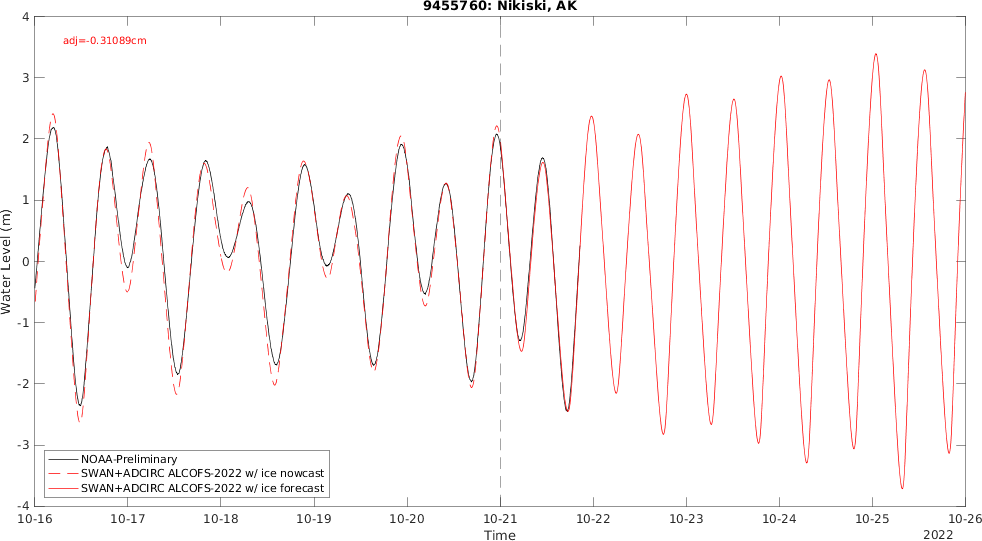 9455760: Nikiski, AK
adj=-0.31089cm
4
3
2
1
0
-1
-2
-3
-4
Water Level (m)
NOAA-Preliminary
SWAN+ADCIRC ALCOFS-2022 w/ ice nowcast
SWAN+ADCIRC ALCOFS-2022 w/ ice forecast
10-16 10-17 10-18 10-19 10-20 10-21 10-22 10-23 10-24 10-25 10-26
Time
2022